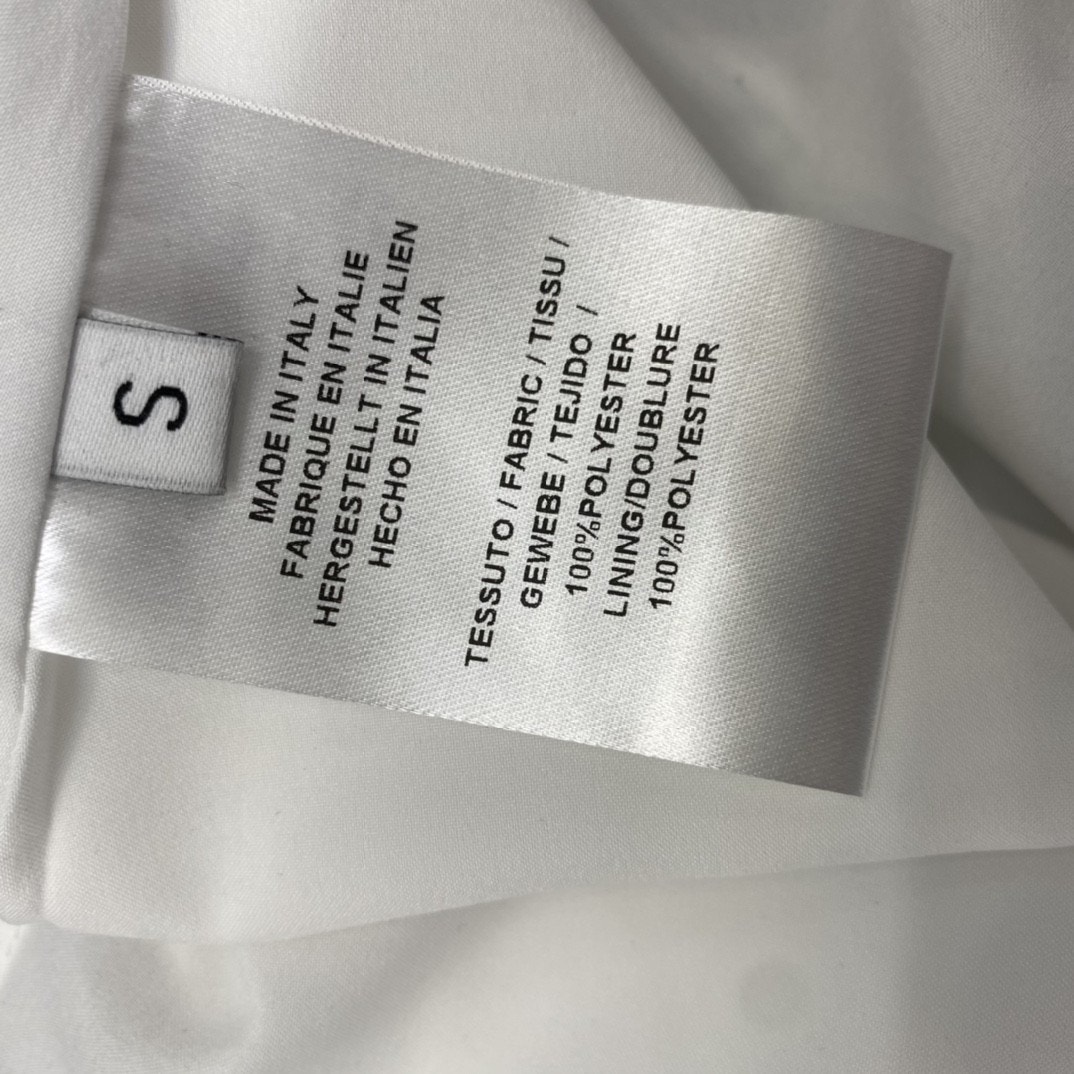 S
MADE IN ITALY
FABRIQUE EN ITALIE
HERGESTELLT IN ITALIEN
HECHO EN ITALIA
TESSUTO / FABRIC / TISSU /
GEWEBE / TEJIDO /
100%POLYESTER
LINING/DOUBLURE
100%POLYESTER